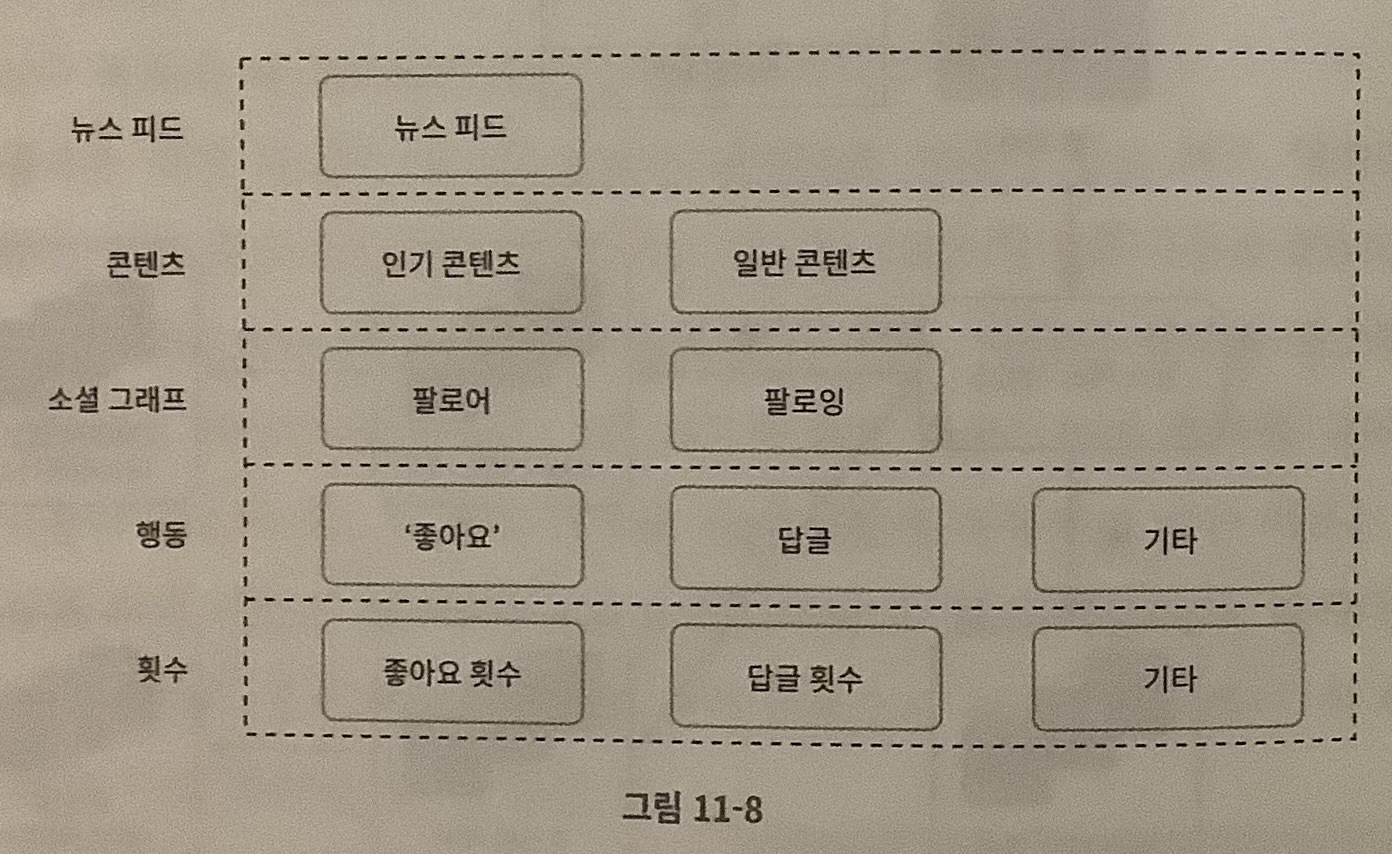 뉴스 피드 뉴스 피드
콘텐츠 인기 콘텐츠 일반 콘텐츠
소셜 그래프 팔로어 팔로잉
행동 ‘좋아요’ 답글 기타
횟수 좋아요 횟수 답글 횟수 기타
그림 11-8